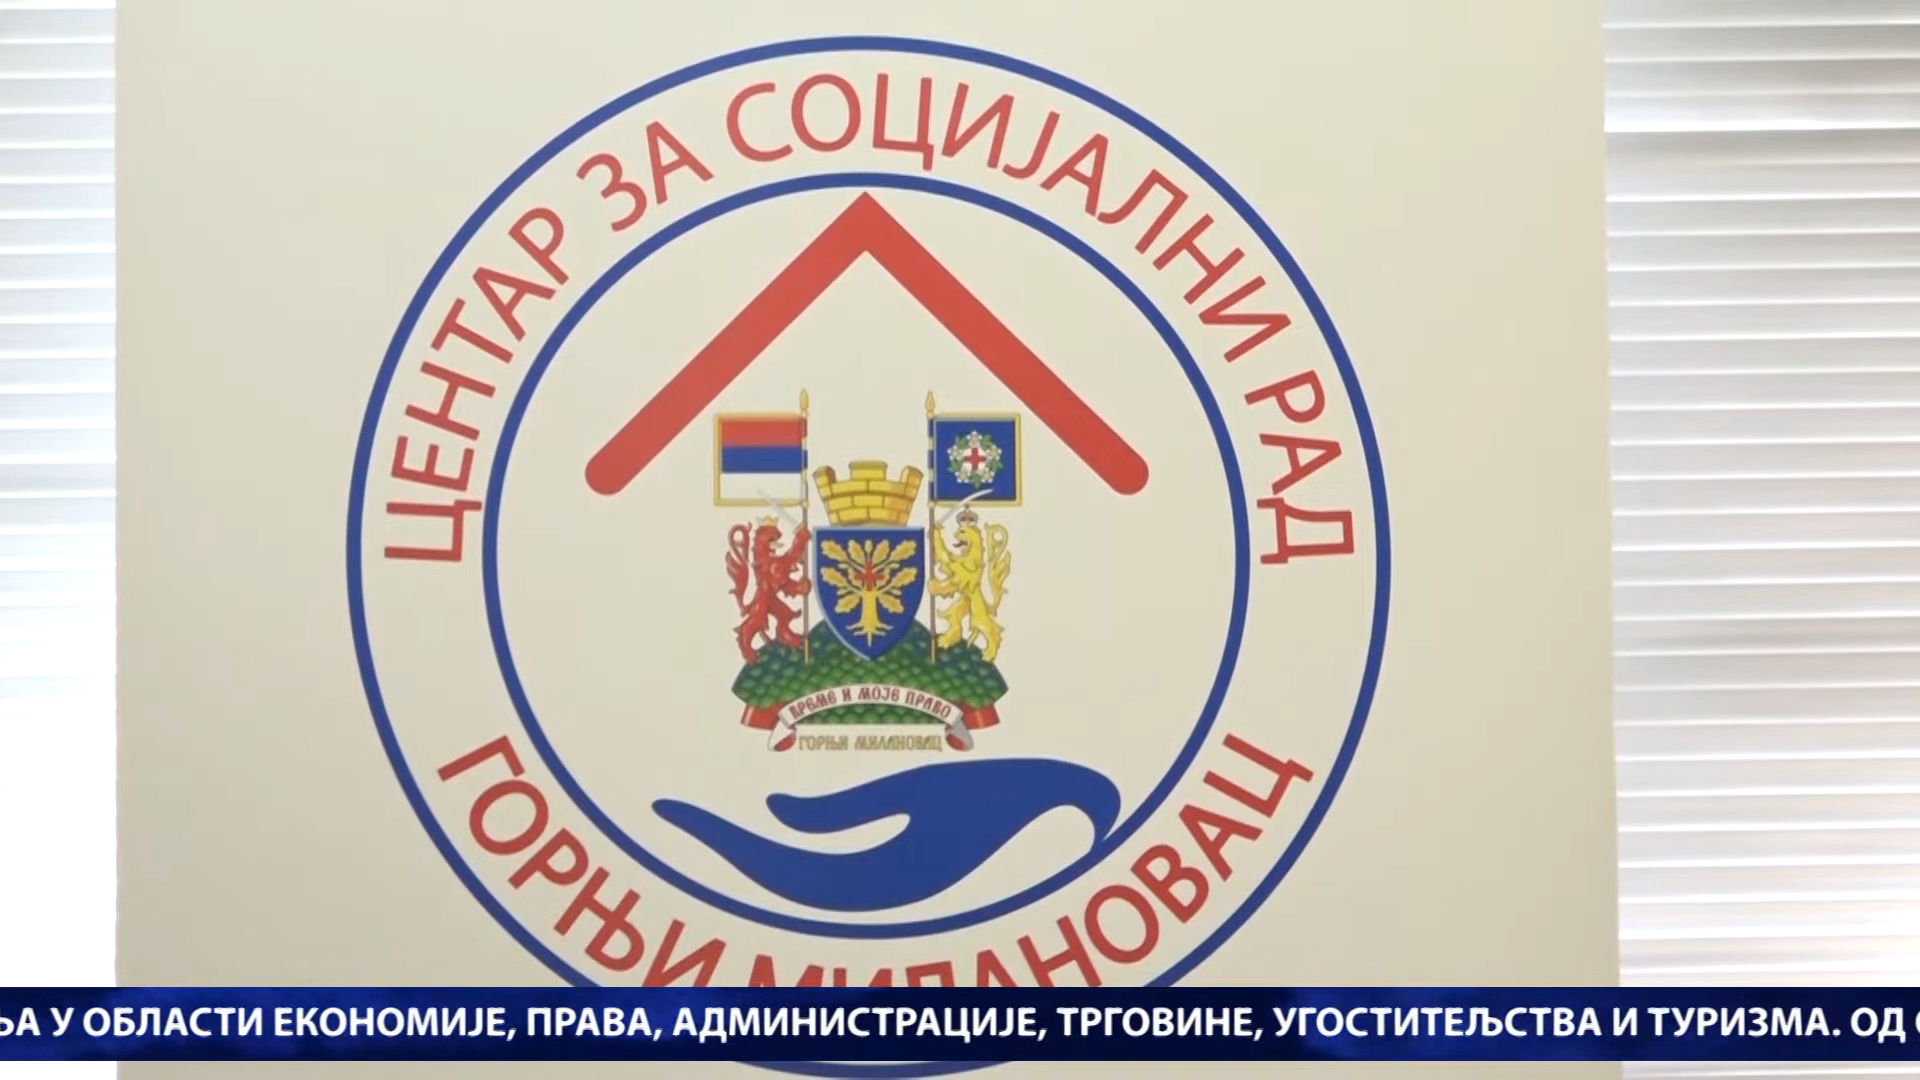 ЦЕНТАР ЗА СОЦИЈАЛНИ РАД
ВРЕМЕ И МОЈЕ ПРАВО
ГОРЊИ МИЛАНОВАЦ
ГОРЊИ МИЛАНОВАЦ
ЊА У ОБЛАСТИ ЕКОНОМИЈЕ, ПРАВА, АДМИНИСТРАЦИЈЕ, ТРГОВИНЕ, УГОСТИТЕЉСТВА И ТУРИЗМА. ОД